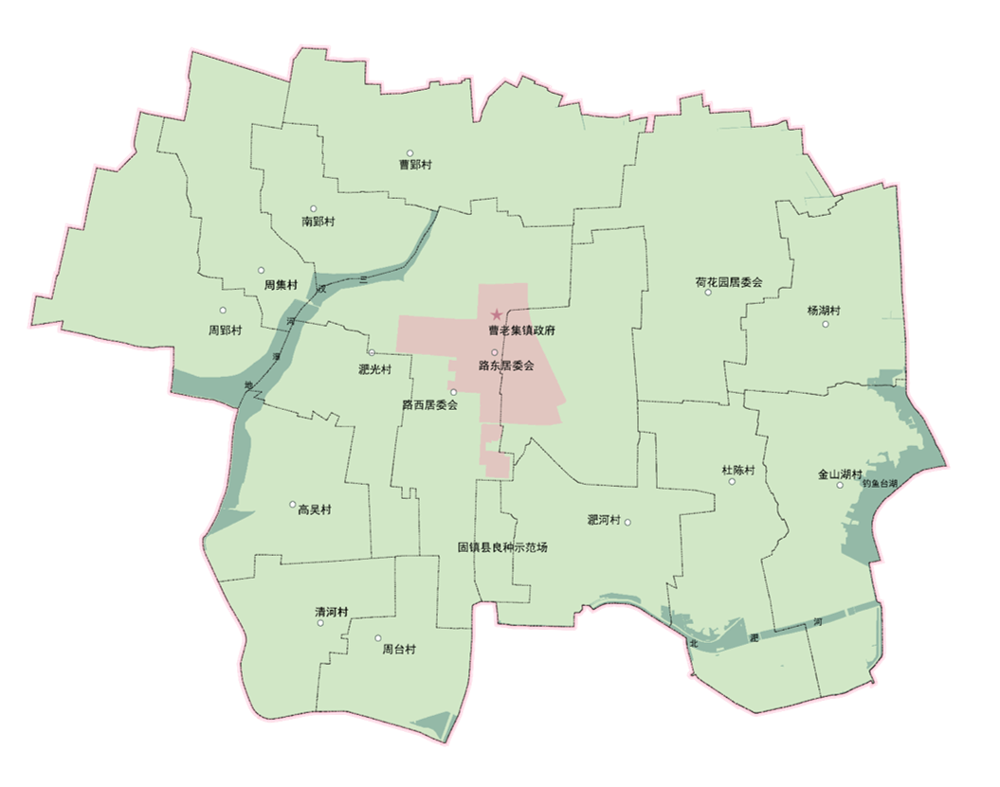 曹郢村
南郢村
周集村
三
汊
河
荷花园居委会
杨湖村
周郢村
曹老集镇政府
淝光村
路东居委会
地
路西居委会
杜陈村
金山湖村
钓鱼台湖
高吴村
淝河村
固镇县良种示范场
清河村
周台村
北
淝
河